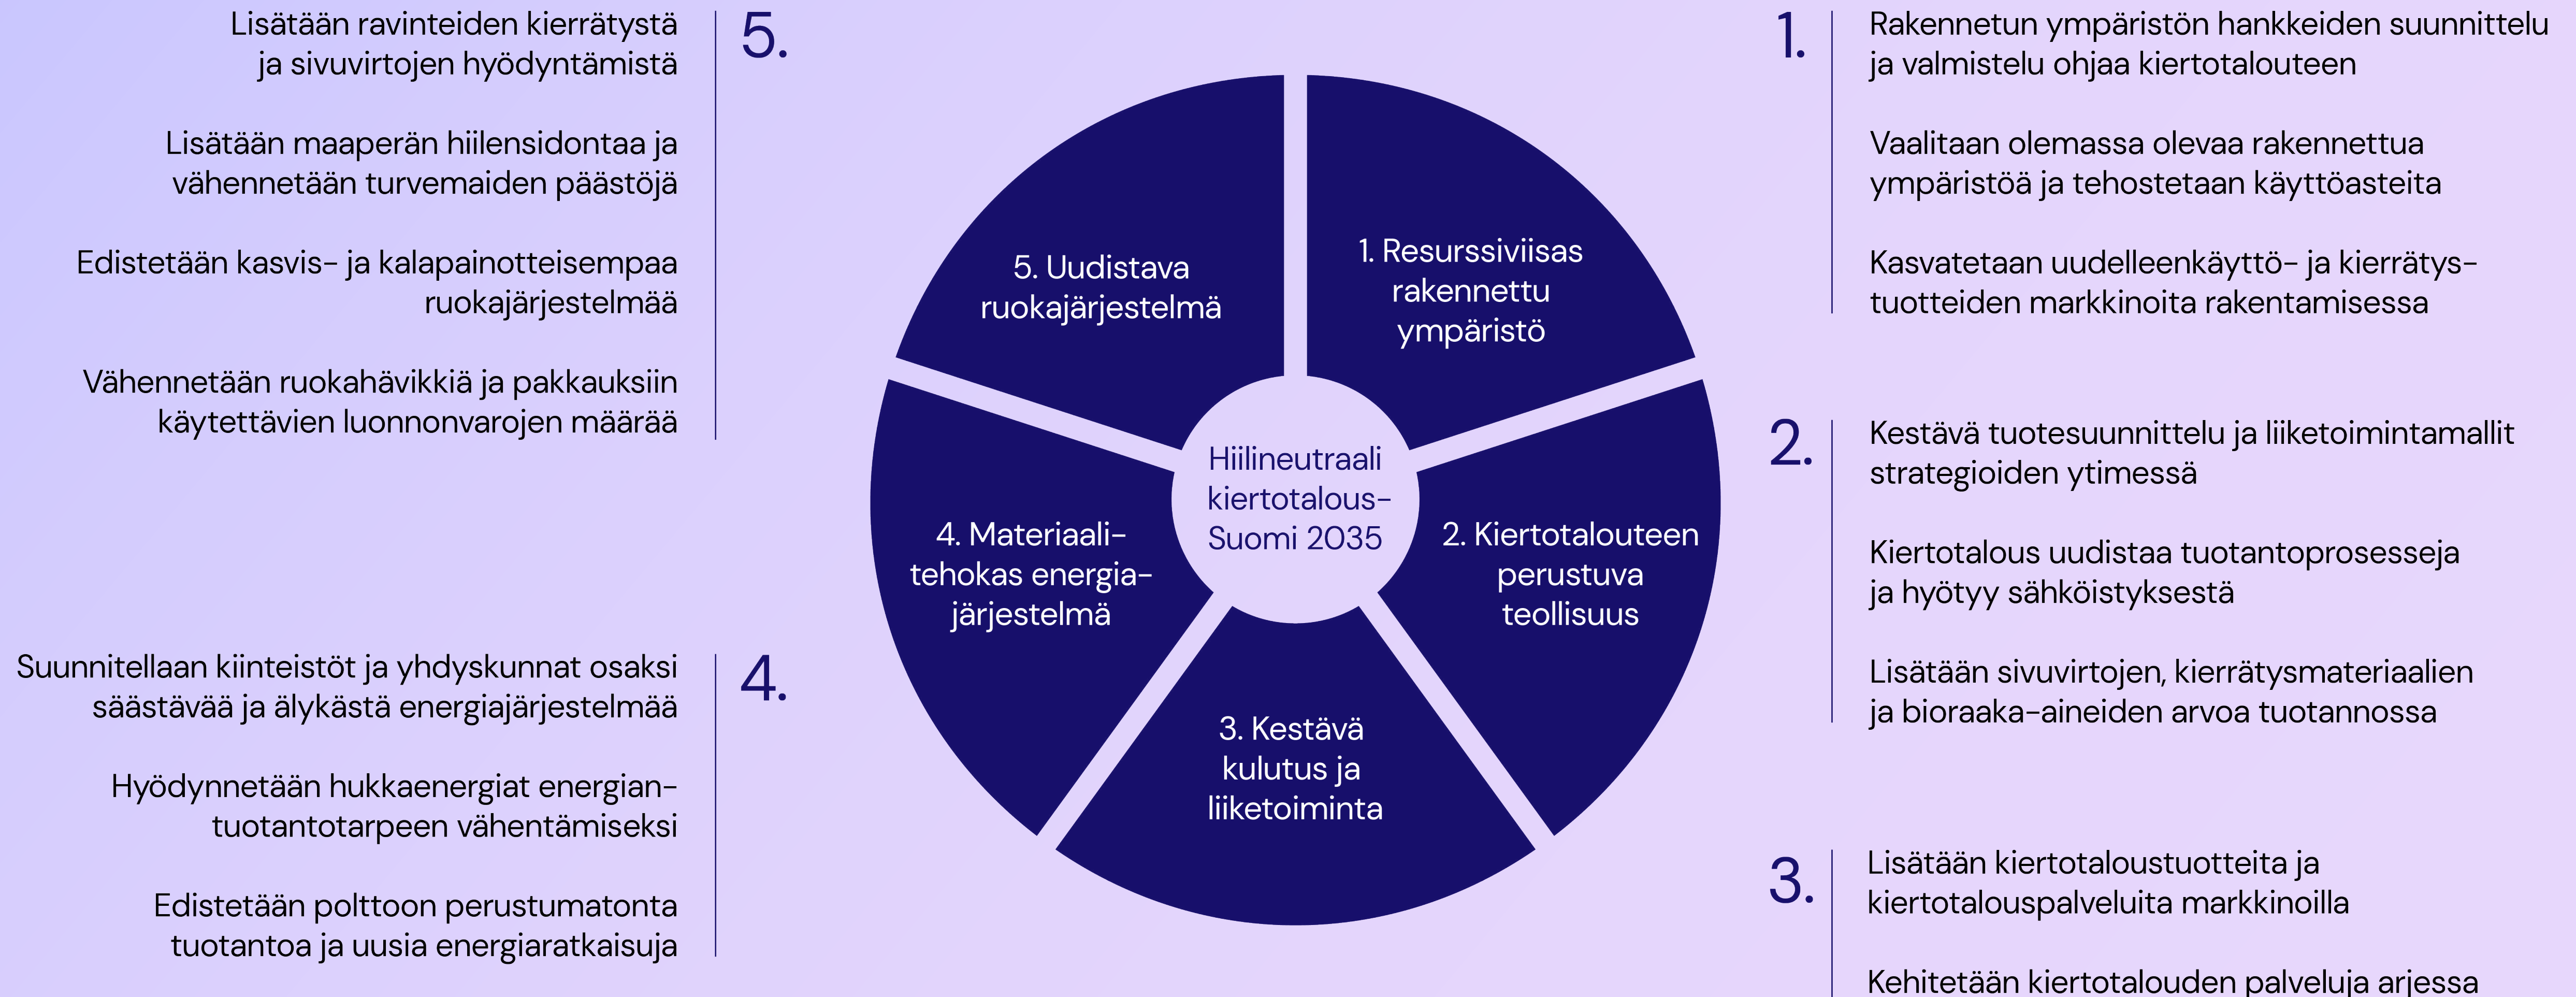 5.
Lisätään ravinteiden kierrätystä
ja sivuvirtojen hyödyntämistä
Lisätään maaperän hiilensidontaa ja
vähennetään turvemaiden päästöjä
Edistetään kasvis- ja kalapainotteisempaa
ruokajärjestelmää
Vähennetään ruokahävikkiä ja pakkauksiin
käytettävien luonnonvarojen määrää
4.
Suunnitellaan kiinteistöt ja yhdyskunnat osaksi
säästävää ja älykästä energiajärjestelmää
Hyödynnetään hukkaenergiat energian-
tuotantotarpeen vähentämiseksi
Edistetään polttoon perustumatonta
tuotantoa ja uusia energiaratkaisuja
5. Uudistava
ruokajärjestelmä
1. Resurssiviisas
rakennettu
ympäristö
Hiilineutraali
kiertotalous-
Suomi 2035
4. Materiaali-
tehokas energia-
järjestelmä
2. Kiertotalouteen
perustuva
teollisuus
3. Kestävä
kulutus ja
liiketoiminta
1.
Rakennetun ympäristön hankkeiden suunnittelu
ja valmistelu ohjaa kiertotalouteen
Vaalitaan olemassa olevaa rakennettua
ympäristöä ja tehostetaan käyttöasteita
Kasvatetaan uudelleenkäyttö- ja kierrätys-
tuotteiden markkinoita rakentamisessa
2.
Kestävä tuotesuunnittelu ja liiketoimintamallit
strategioiden ytimessä
Kiertotalous uudistaa tuotantoprosesseja
ja hyötyy sähköistyksestä
Lisätään sivuvirtojen, kierrätysmateriaalien
ja bioraaka-aineiden arvoa tuotannossa
3.
Lisätään kiertotaloustuotteita ja
kiertotalouspalveluita markkinoilla
Kehitetään kiertotalouden palveluja arjessa